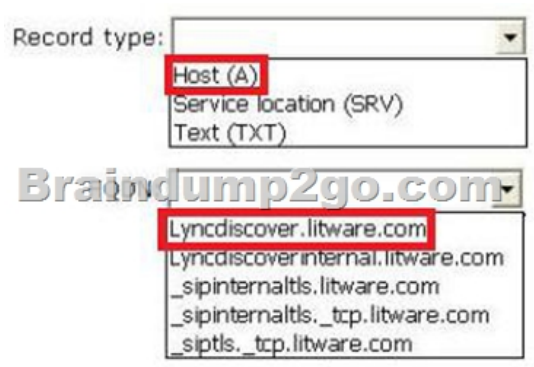 Record type:
Host (A)
Service location (SRV)
Text (TXT)
FQDN:
Braindump2go.com
Lyncdiscover.litware.com
Lyncdiscoverinternal.litware.com
_sipinternaltls.litware.com
_sipinternaltls._tcp.litware.com
_siptls._tcp.litware.com